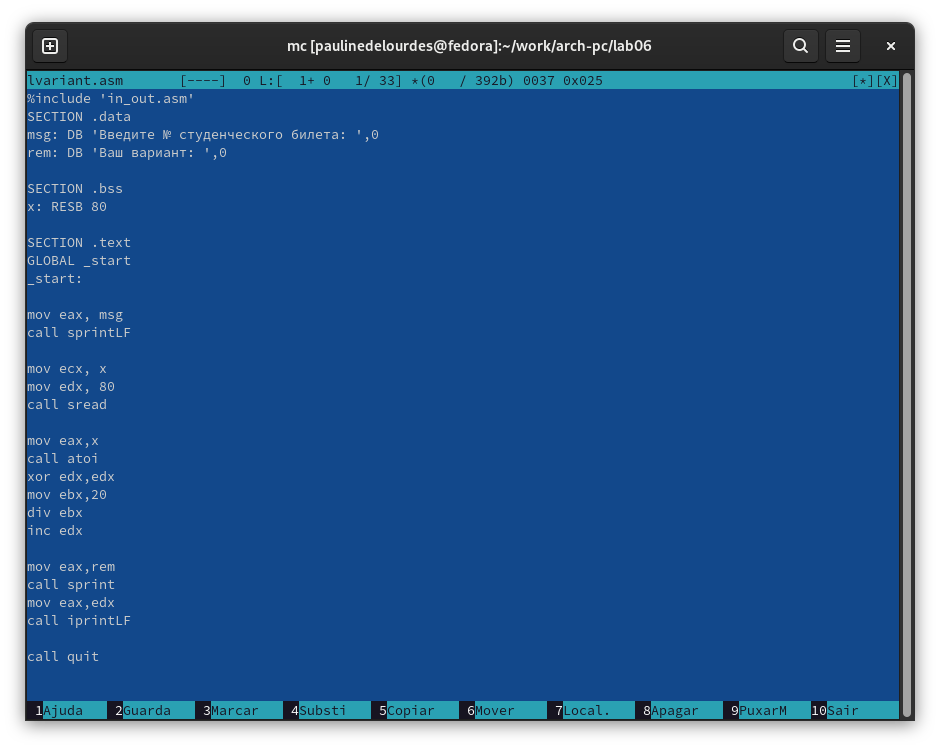 mc [paulinedelourdes@fedora]:~/work/arch-pc/lab06
lvariant.asm       [----]  0 L:[  1+ 0   1/ 33] *(0   / 392b) 0037 0x025                               [*][X]
%include 'in_out.asm'
SECTION .data
msg: DB 'Введите № студенческого билета: ',0
rem: DB 'Ваш вариант: ',0
SECTION .bss
x: RESB 80
SECTION .text
GLOBAL _start
_start:
mov eax, msg
call sprintLF
mov ecx, x
mov edx, 80
call sread
mov eax,x
call atoi
xor edx,edx
mov ebx,20
div ebx
inc edx
mov eax,rem
call sprint
mov eax,edx
call iprintLF
call quit
1Ajuda   2Guarda   3Marcar   4Substi   5Copiar   6Mover   7Local.   8Apagar   9PuxarM   10Sair